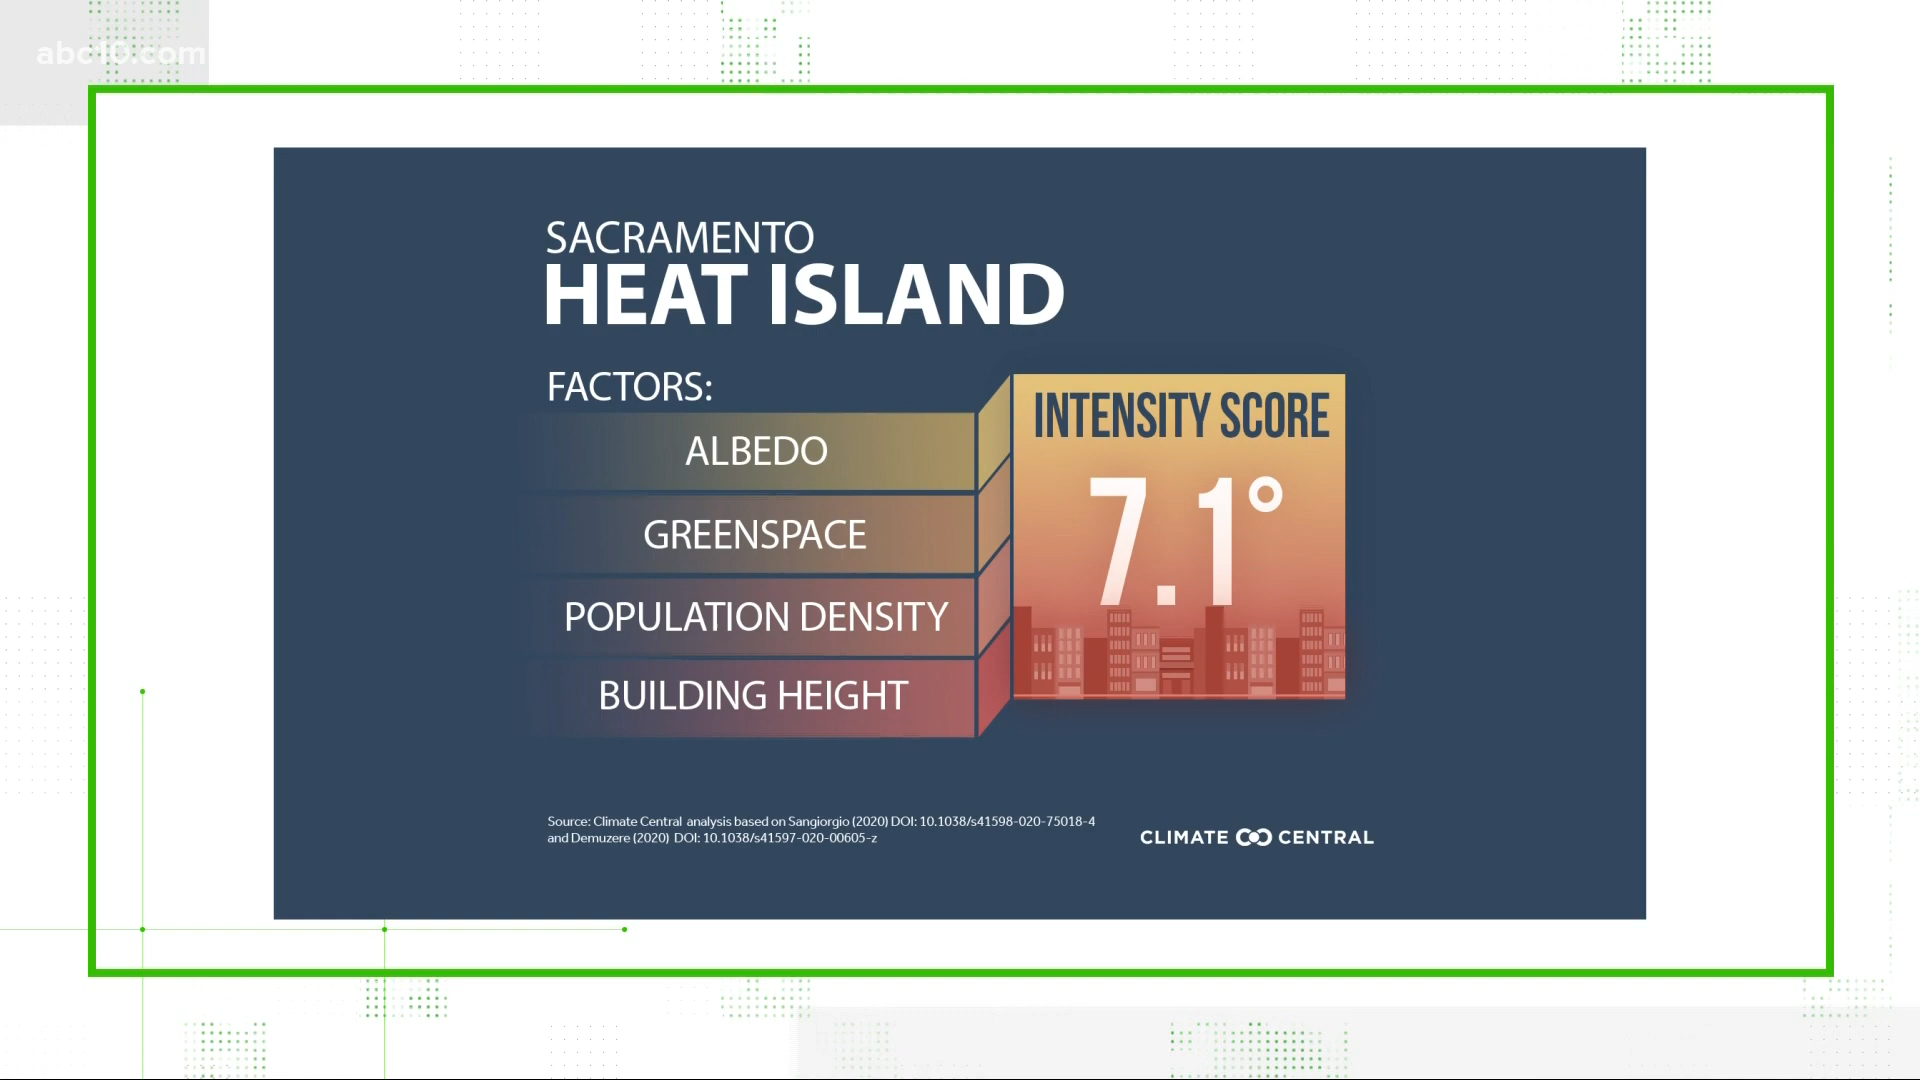 abc10.com
SACRAMENTO
HEAT ISLAND
FACTORS:
ALBEDO
GREENSPACE
POPULATION DENSITY
BUILDING HEIGHT
INTENSITY SCORE
7.1°
Source: Climate Central analysis based on Sangiorgio (2020) DOI: 10.1038/s41598-020-75018-4
and Demuzere (2020) DOI: 10.1038/s41597-020-00605-z
CLIMATE CENTRAL